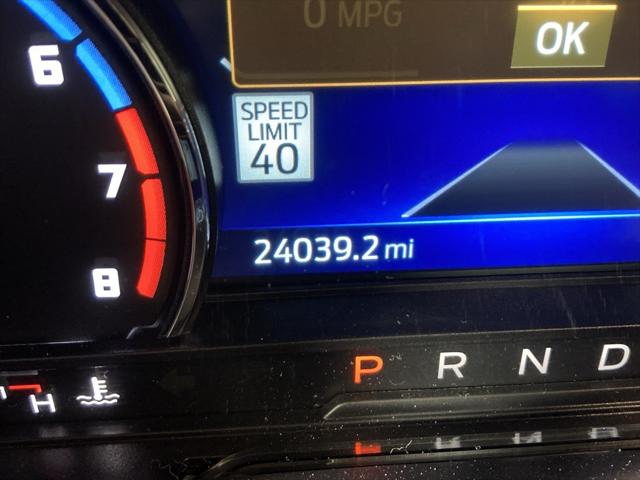 0 MPG
OK
6
SPEED
LIMIT
40
7
24039.2 mi
8
P R N D
H